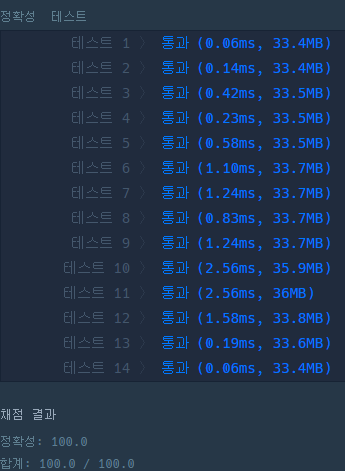 정확성 테스트
테스트 1 〉 통과 (0.06ms, 33.4MB)
테스트 2 〉 통과 (0.14ms, 33.4MB)
테스트 3 〉 통과 (0.42ms, 33.5MB)
테스트 4 〉 통과 (0.23ms, 33.5MB)
테스트 5 〉 통과 (0.58ms, 33.5MB)
테스트 6 〉 통과 (1.10ms, 33.7MB)
테스트 7 〉 통과 (1.24ms, 33.7MB)
테스트 8 〉 통과 (0.83ms, 33.7MB)
테스트 9 〉 통과 (1.24ms, 33.7MB)
테스트 10 〉 통과 (2.56ms, 35.9MB)
테스트 11 〉 통과 (2.56ms, 36MB)
테스트 12 〉 통과 (1.58ms, 33.8MB)
테스트 13 〉 통과 (0.19ms, 33.6MB)
테스트 14 〉 통과 (0.06ms, 33.4MB)
채점 결과
정확성: 100.0
합계: 100.0 / 100.0